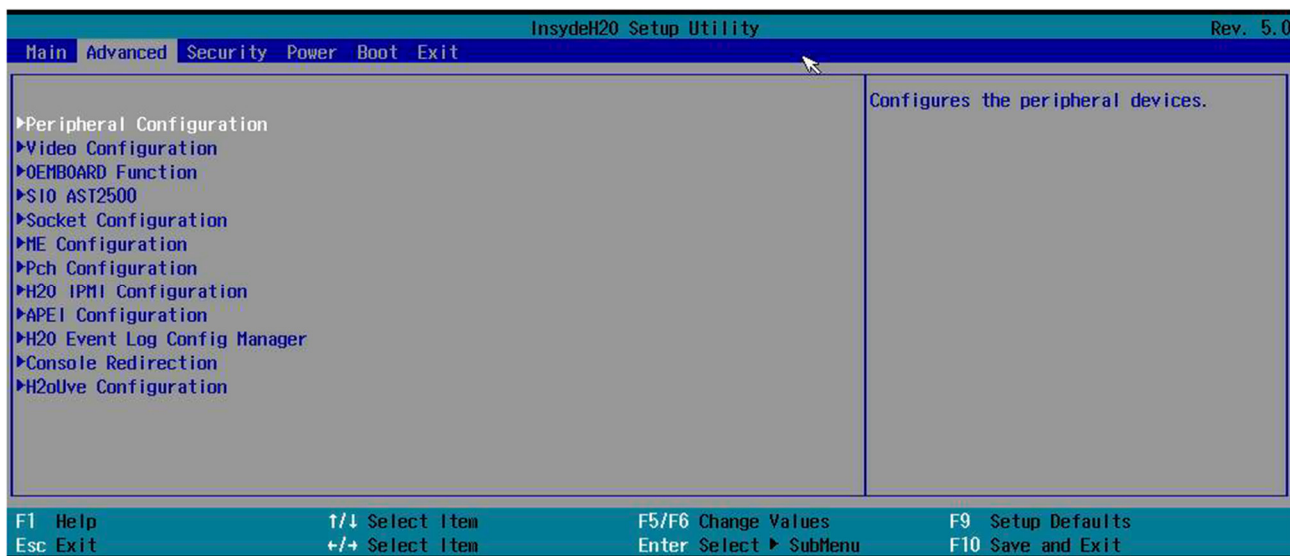 InsydeH20 Setup Utility Rev. 5.0
Main Advanced Security Power Boot Exit
Configures the peripheral devices.
▶Peripheral Configuration
▶Video Configuration
▶OEMBOARD Function
▶SIO AST2500
▶Socket Configuration
▶ME Configuration
▶Pch Configuration
▶H20 IPMI Configuration
▶APEI Configuration
▶H20 Event Log Config Manager
▶Console Redirection
▶H2oUve Configuration
F1 Help ↑/↓ Select Item F5/F6 Change Values F9 Setup Defaults
Esc Exit ←/→ Select Item Enter Select ▶ SubMenu F10 Save and Exit